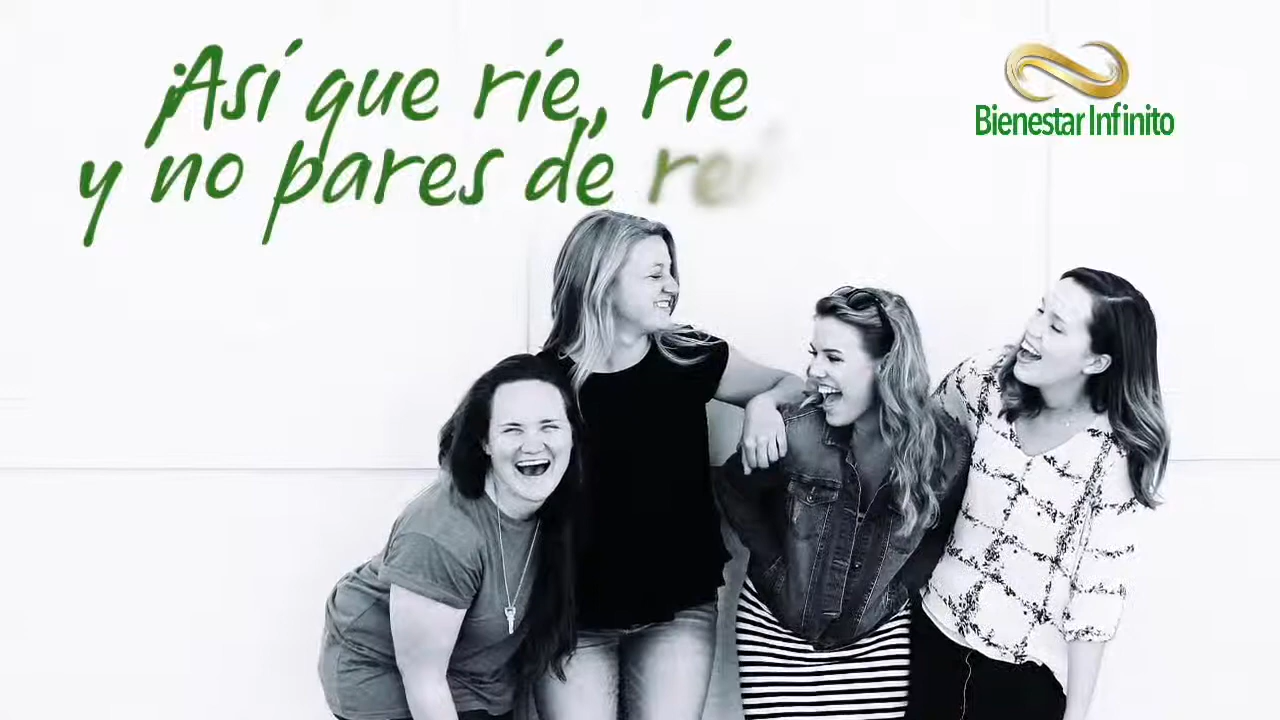 ¡Así que ríe, ríe
y no pares de
Bienestar Infinito